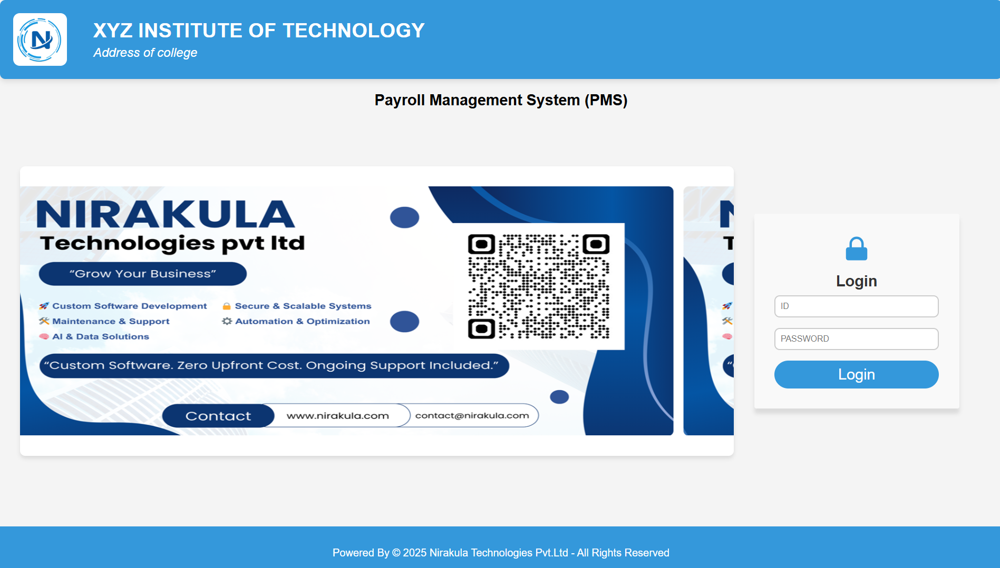 XYZ INSTITUTE OF TECHNOLOGY
Address of college
Payroll Management System (PMS)
NIRAKULA
Technologies pvt ltd
“Grow Your Business”
🚀 Custom Software Development
🔒 Secure & Scalable Systems
🛠️ Maintenance & Support
⚙️ Automation & Optimization
🧠 AI & Data Solutions
“Custom Software. Zero Upfront Cost. Ongoing Support Included.”
Contact
www.nirakula.com
contact@nirakula.com
N
T
Login
ID
PASSWORD
Login
Powered By © 2025 Nirakula Technologies Pvt.Ltd - All Rights Reserved